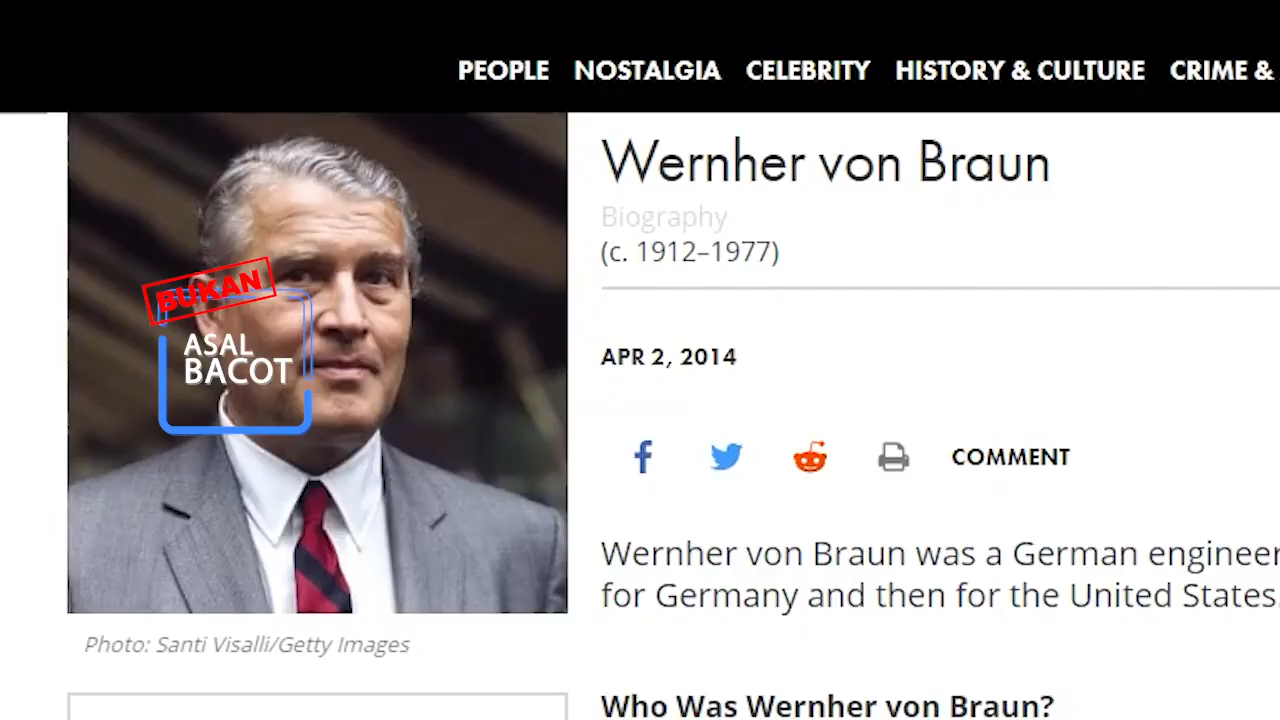 PEOPLE NOSTALGIA CELEBRITY HISTORY & CULTURE CRIME &
Wernher von Braun
Biography
(c. 1912–1977)
APR 2, 2014
COMMENT
Wernher von Braun was a German engineer
for Germany and then for the United States.
Who Was Wernher von Braun?
BUKAN
ASAL
BACOT
Photo: Santi Visalli/Getty Images